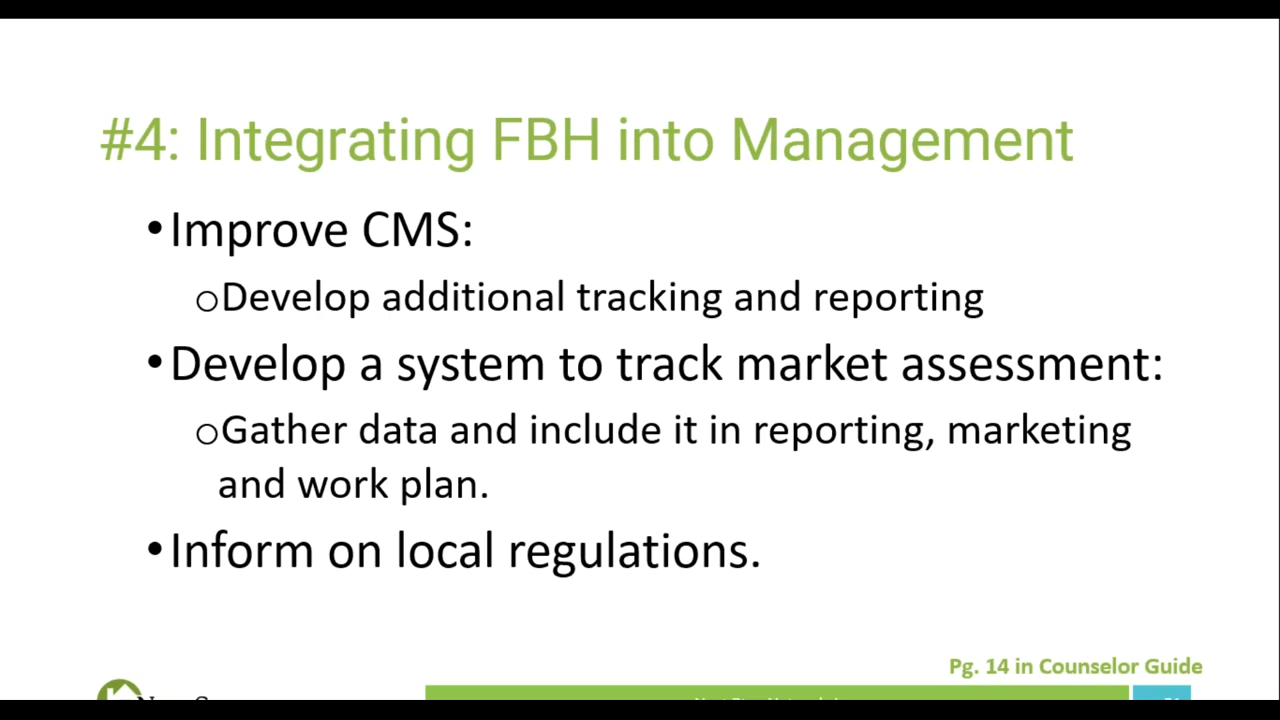 #4: Integrating FBH into Management
•Improve CMS:
oDevelop additional tracking and reporting
•Develop a system to track market assessment:
oGather data and include it in reporting, marketing
and work plan.
•Inform on local regulations.
Pg. 14 in Counselor Guide